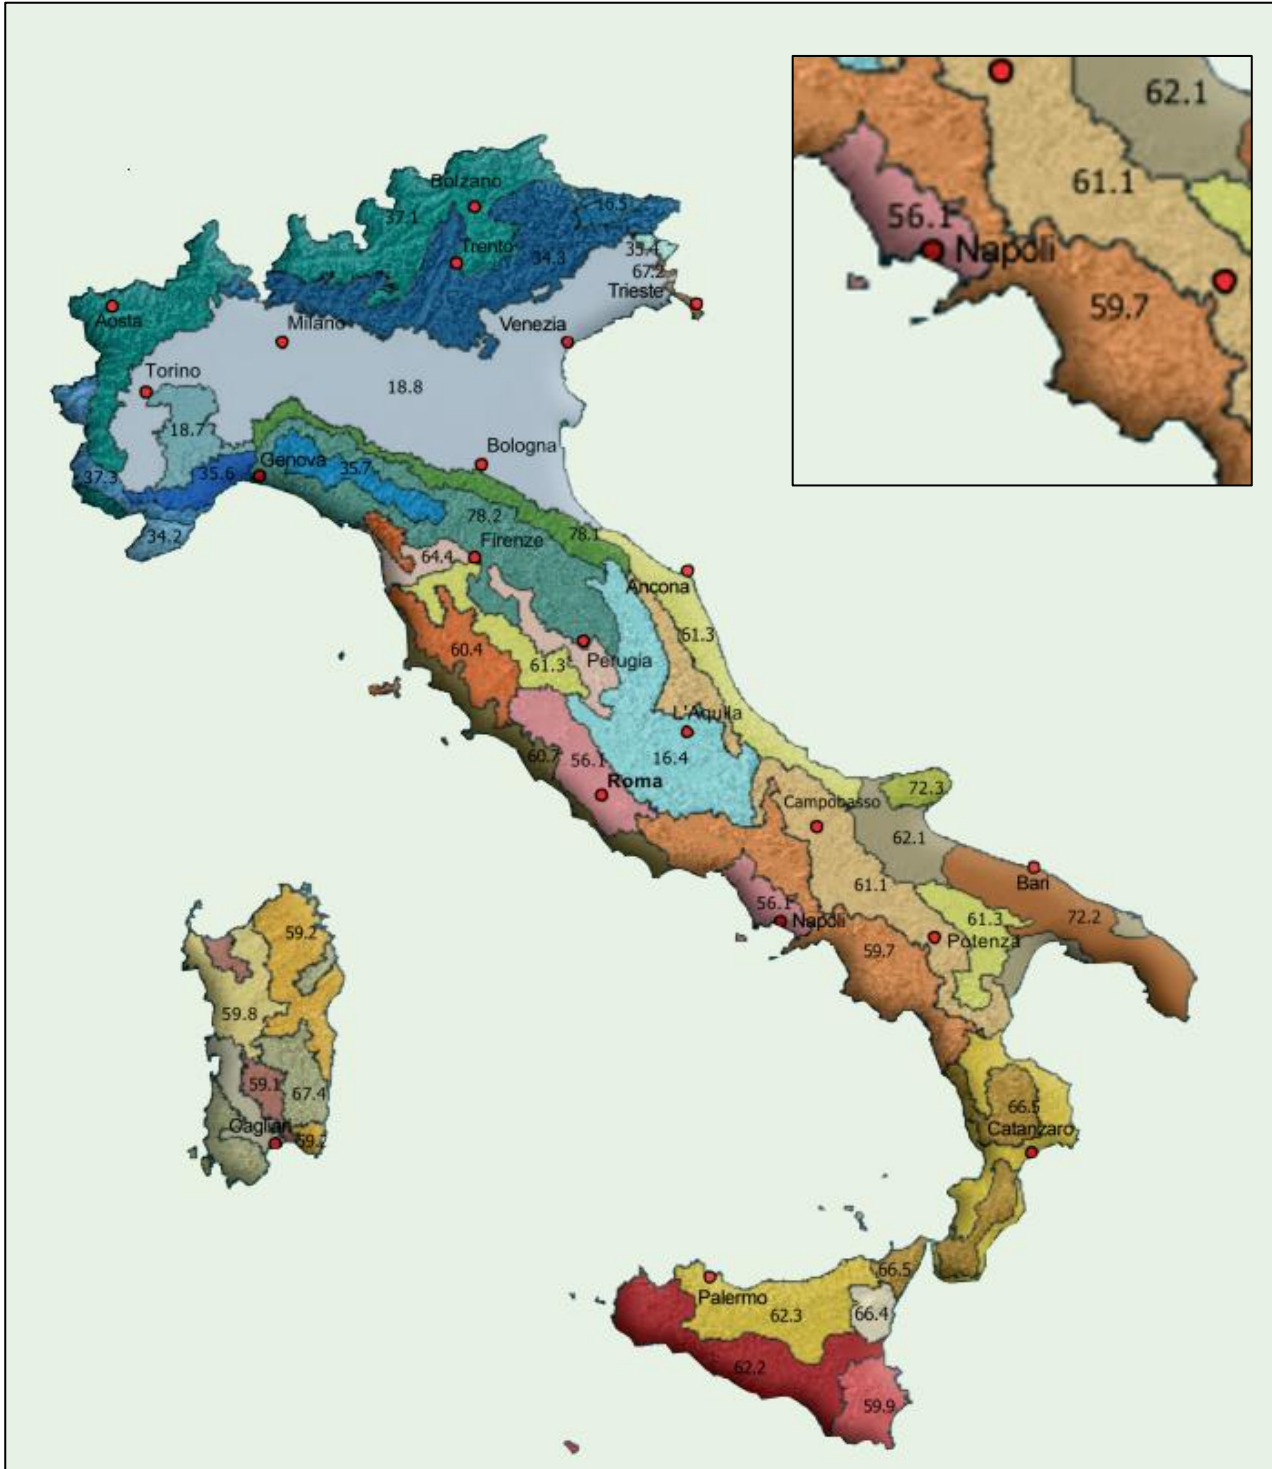 62.1
61.1
56.1
Napoli
59.7
Bolzano
37.1
16.5
Trento
34.3
35.4
67.2
Trieste
Aosta
Milano
Venezia
Torino
18.8
18.7
Bologna
Genova
35.7
37.3
35.6
78.2
34.2
78.1
Firenze
64.4
Ancona
61.3
60.4
61.3
Perugia
L'Aquila
60.7
56.1
16.4
Roma
72.3
Campobasso
62.1
Bari
61.1
56.1
61.3
72.2
Napoli
Potenza
59.7
59.2
59.8
59.1
67.4
Cagliari
59.2
66.5
Catanzaro
66.5
Palermo
62.3
66.4
62.2
59.9